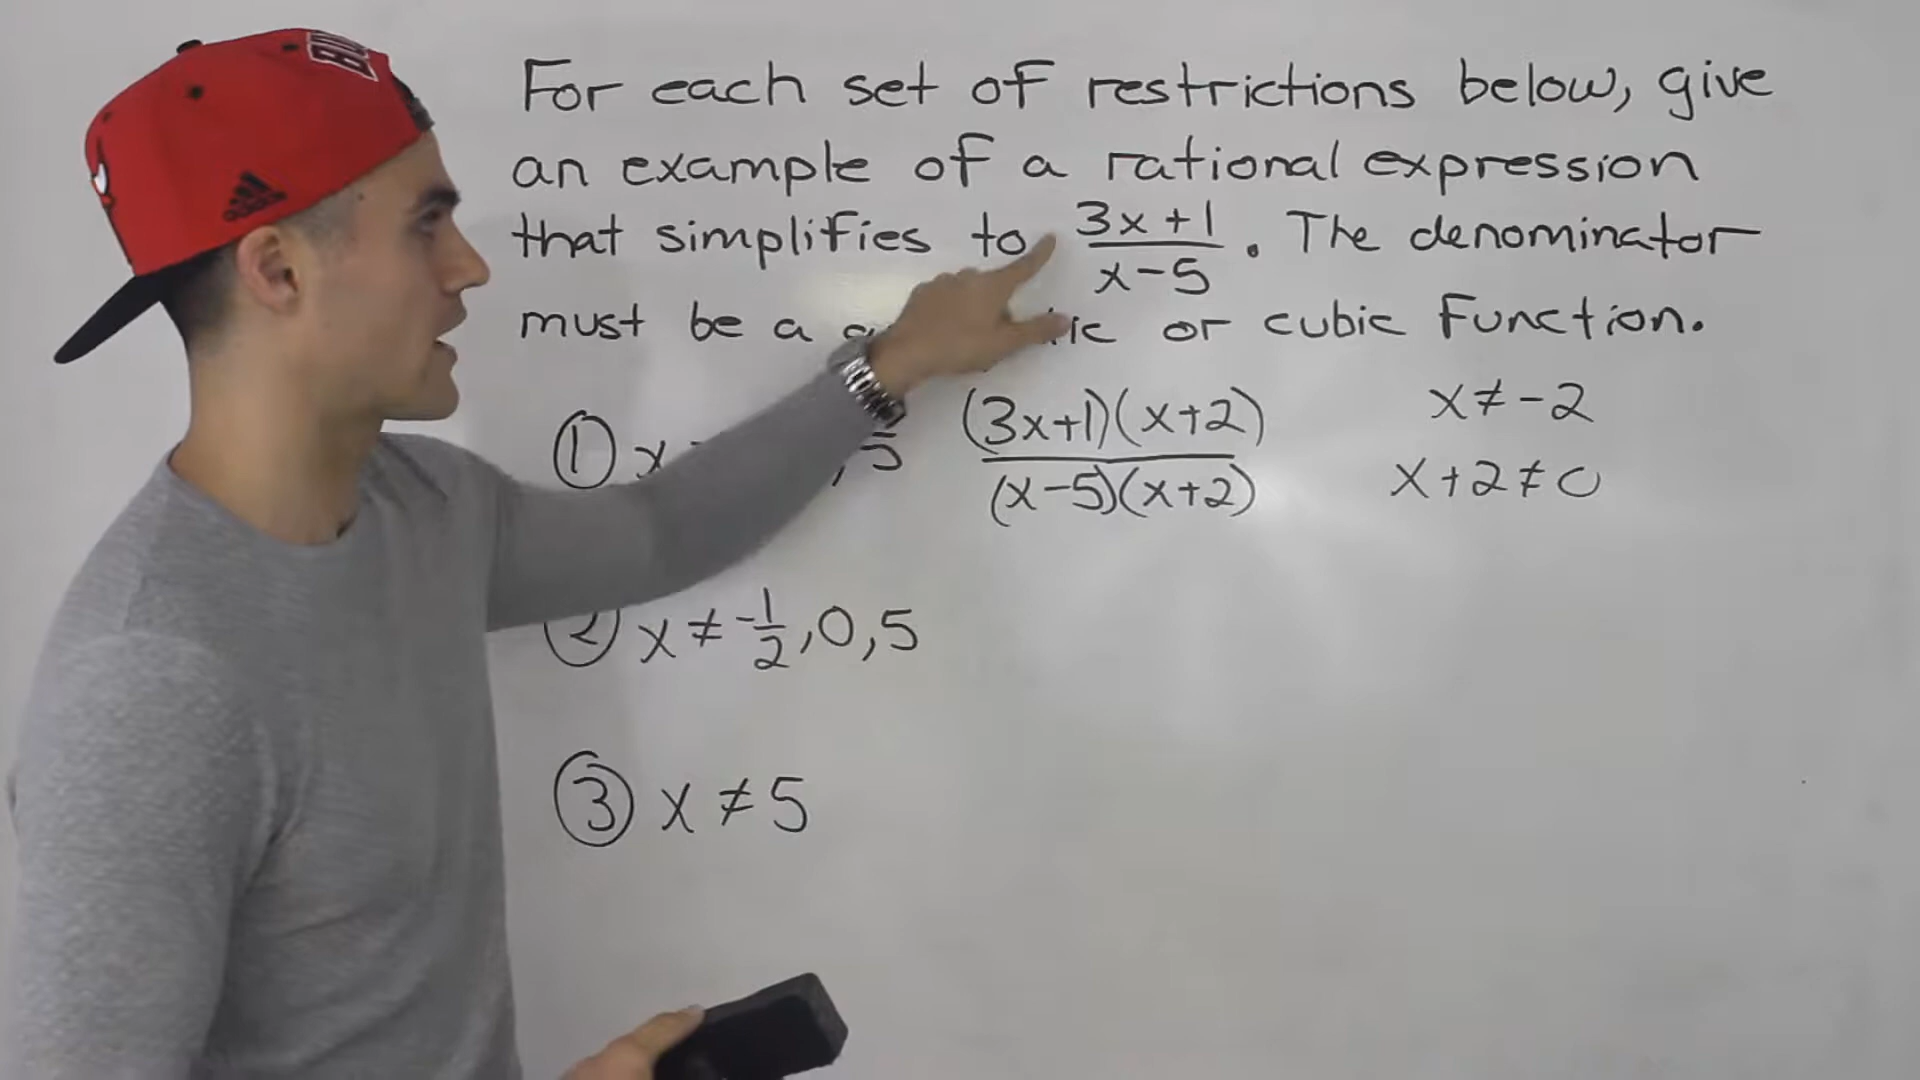 For each set of restrictions below, give
an example of a rational expression
that simplifies to 3x+1/x-5. The denominator
must be a or cubic function.
① x , 5 (3x+1)(x+2)/(x-5)(x+2) x≠-2
x+2≠0
② x≠-1/2,0,5
③ x≠5